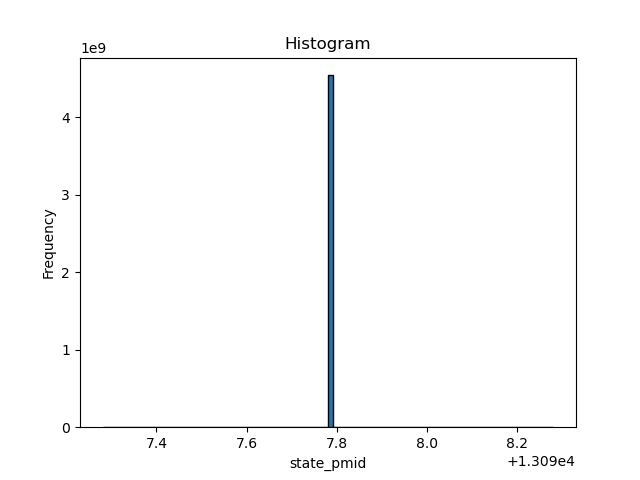 Histogram
1e9
4
3
2
1
0
Frequency
7.4 7.6 7.8 8.0 8.2
+1.309e4
state_pmid